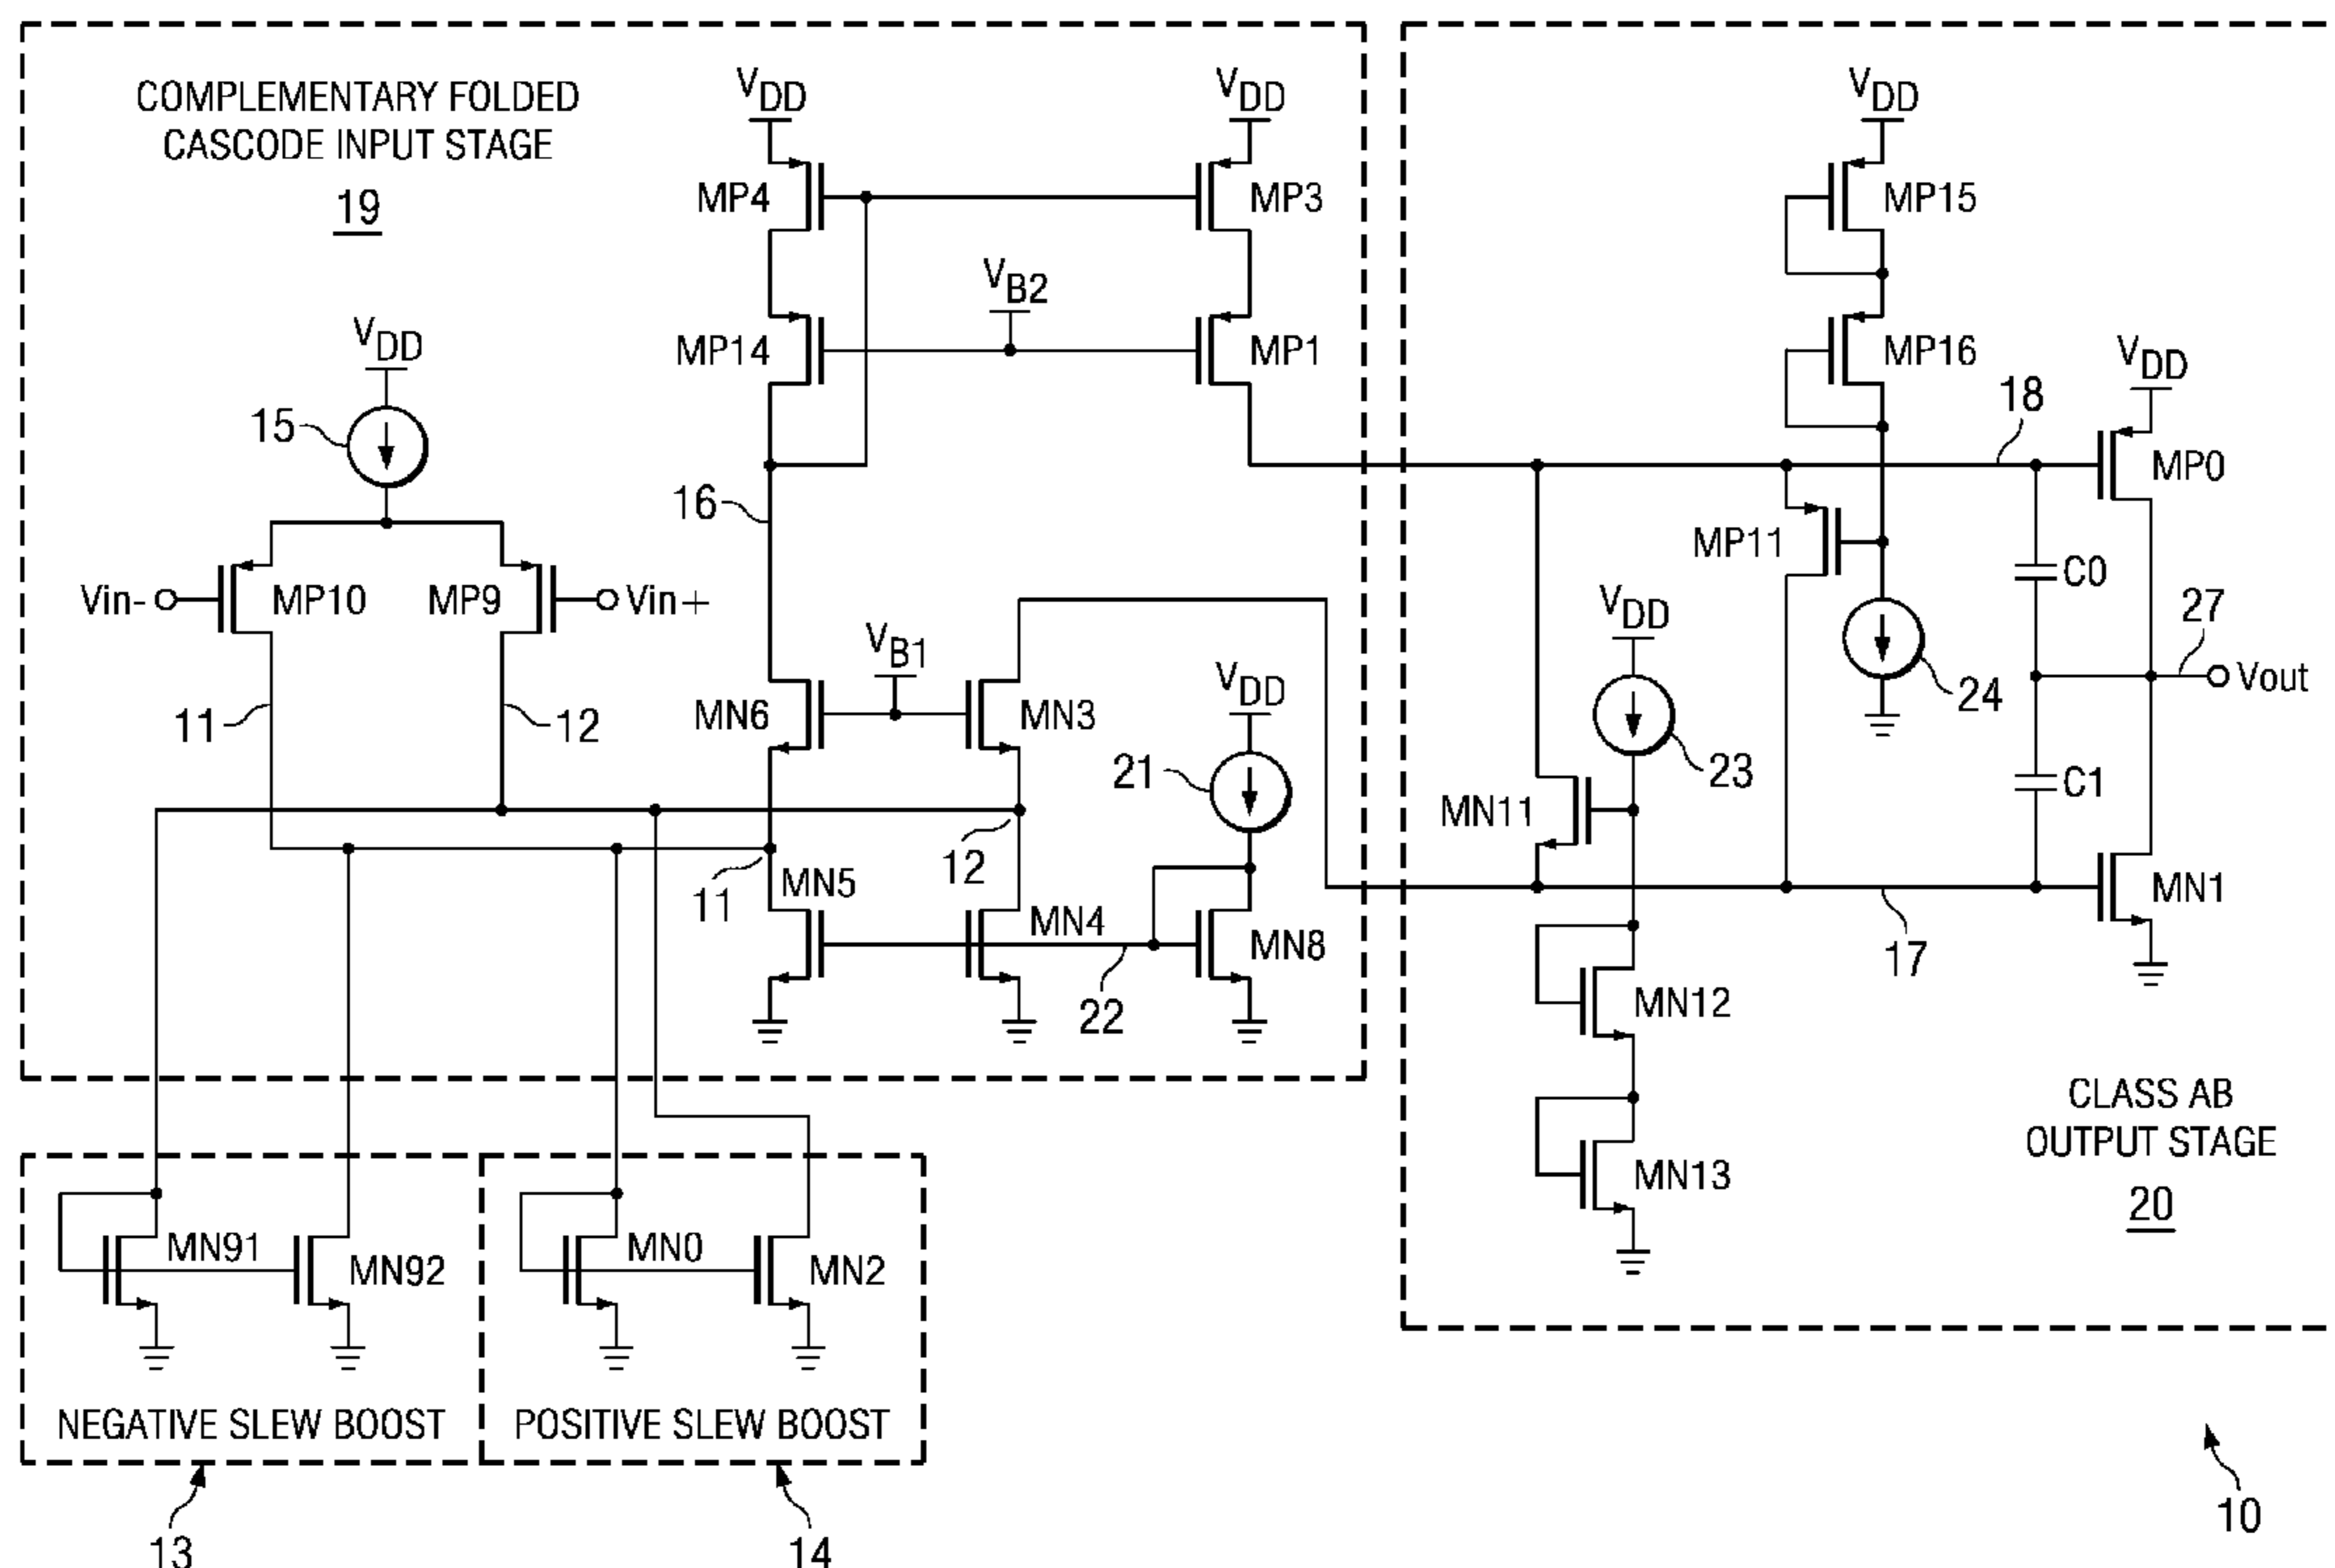 COMPLEMENTARY FOLDED
CASCODE INPUT STAGE
19
VDD
VDD
VDD
MP4
MP3
MP15
VB2
MP14
MP1
MP16
VDD
VDD
15
18
MP0
16
MP11
C0
Vin-
MP10
MP9
Vin+
VDD
27
VB1
VDD
Vout
11
12
MN6
MN3
24
21
23
C1
MN11
12
11
MN5
MN1
MN4
MN8
17
22
MN12
CLASS AB
OUTPUT STAGE
20
MN13
MN91
MN92
MN0
MN2
NEGATIVE SLEW BOOST
POSITIVE SLEW BOOST
13
14
10